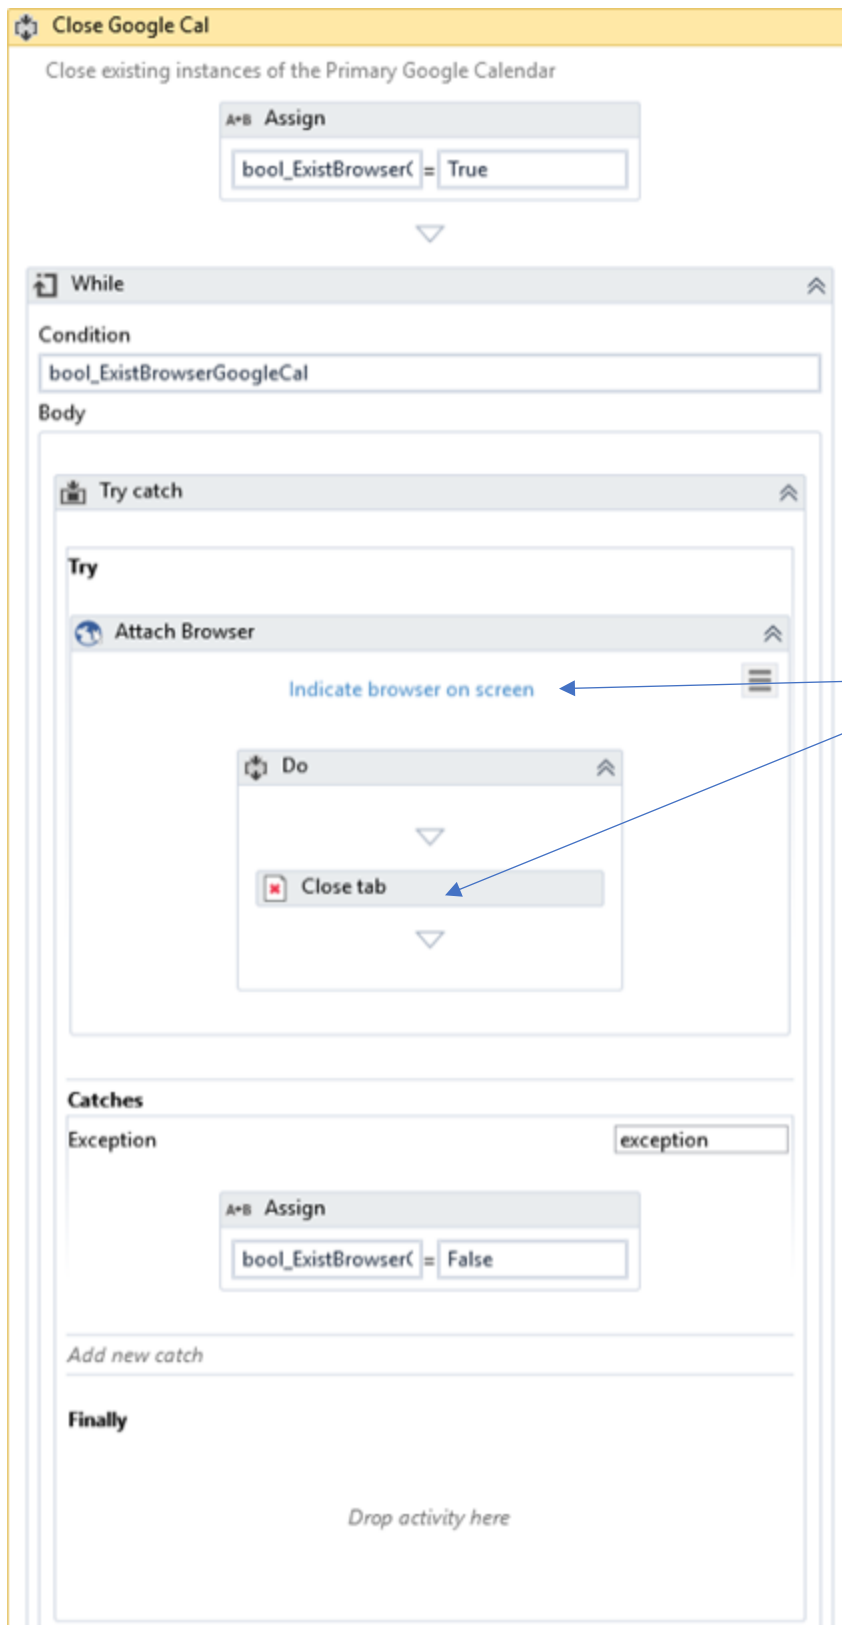 Close Google Cal
Close existing instances of the Primary Google Calendar
A+B Assign
bool_ExistBrowser( = True
While
Condition
bool_ExistBrowserGoogleCal
Body
Try catch
Try
Attach Browser
Indicate browser on screen
Do
Close tab
Catches
Exception exception
A+B Assign
bool_ExistBrowser( = False
Add new catch
Finally
Drop activity here